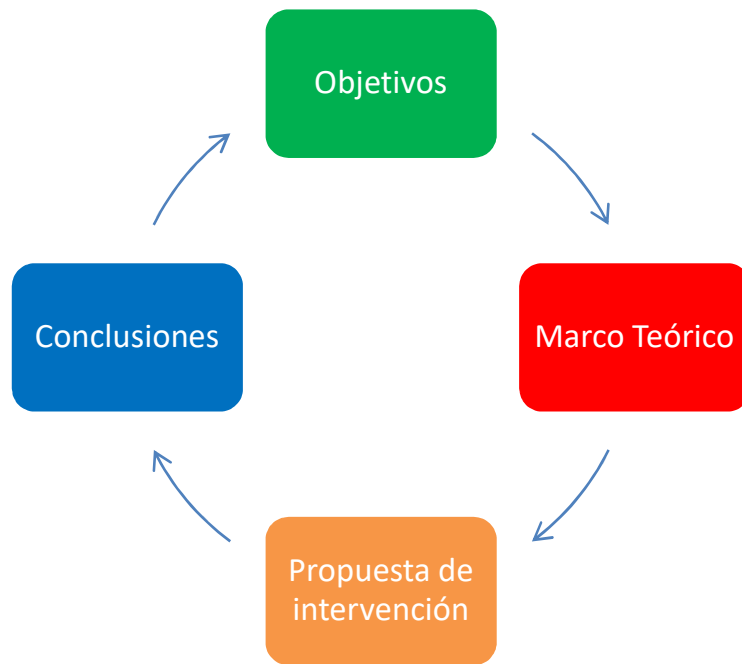 Objetivos
Marco Teórico
Propuesta de
intervención
Conclusiones